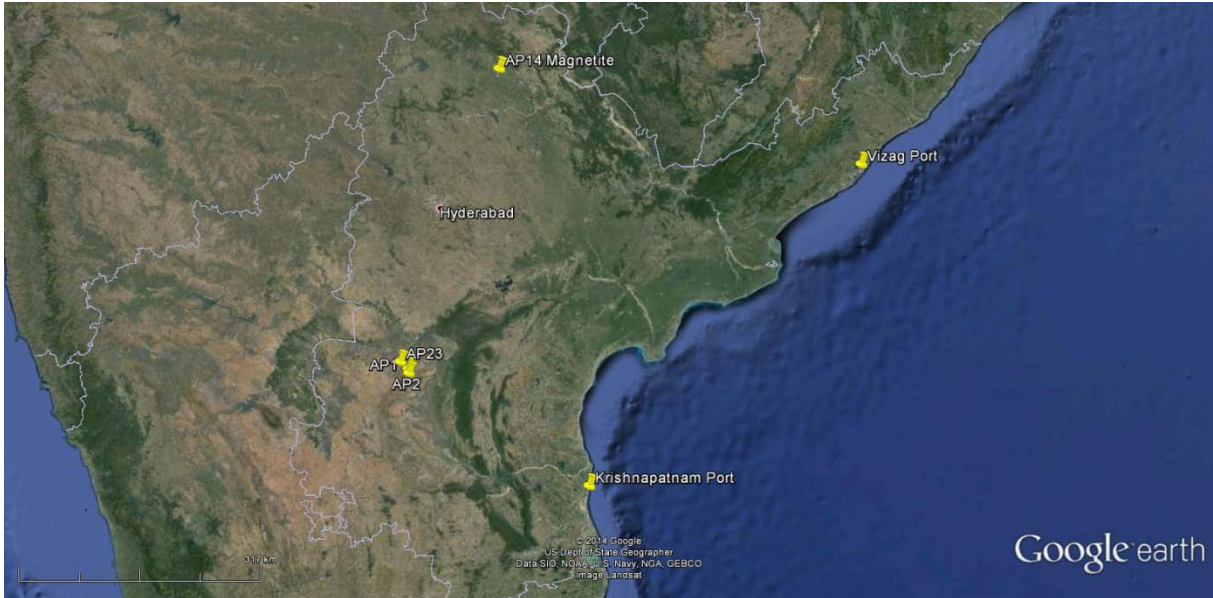 AP14 Magnetite
Vizag Port
Hyderabad
AP23
AP1
AP2
Krishnapatnam Port
© 2014 Google
US Dept of State Geographer
Data SIO, NOAA, U.S. Navy, NGA, GEBCO
Image Landsat
317 km
Google earth